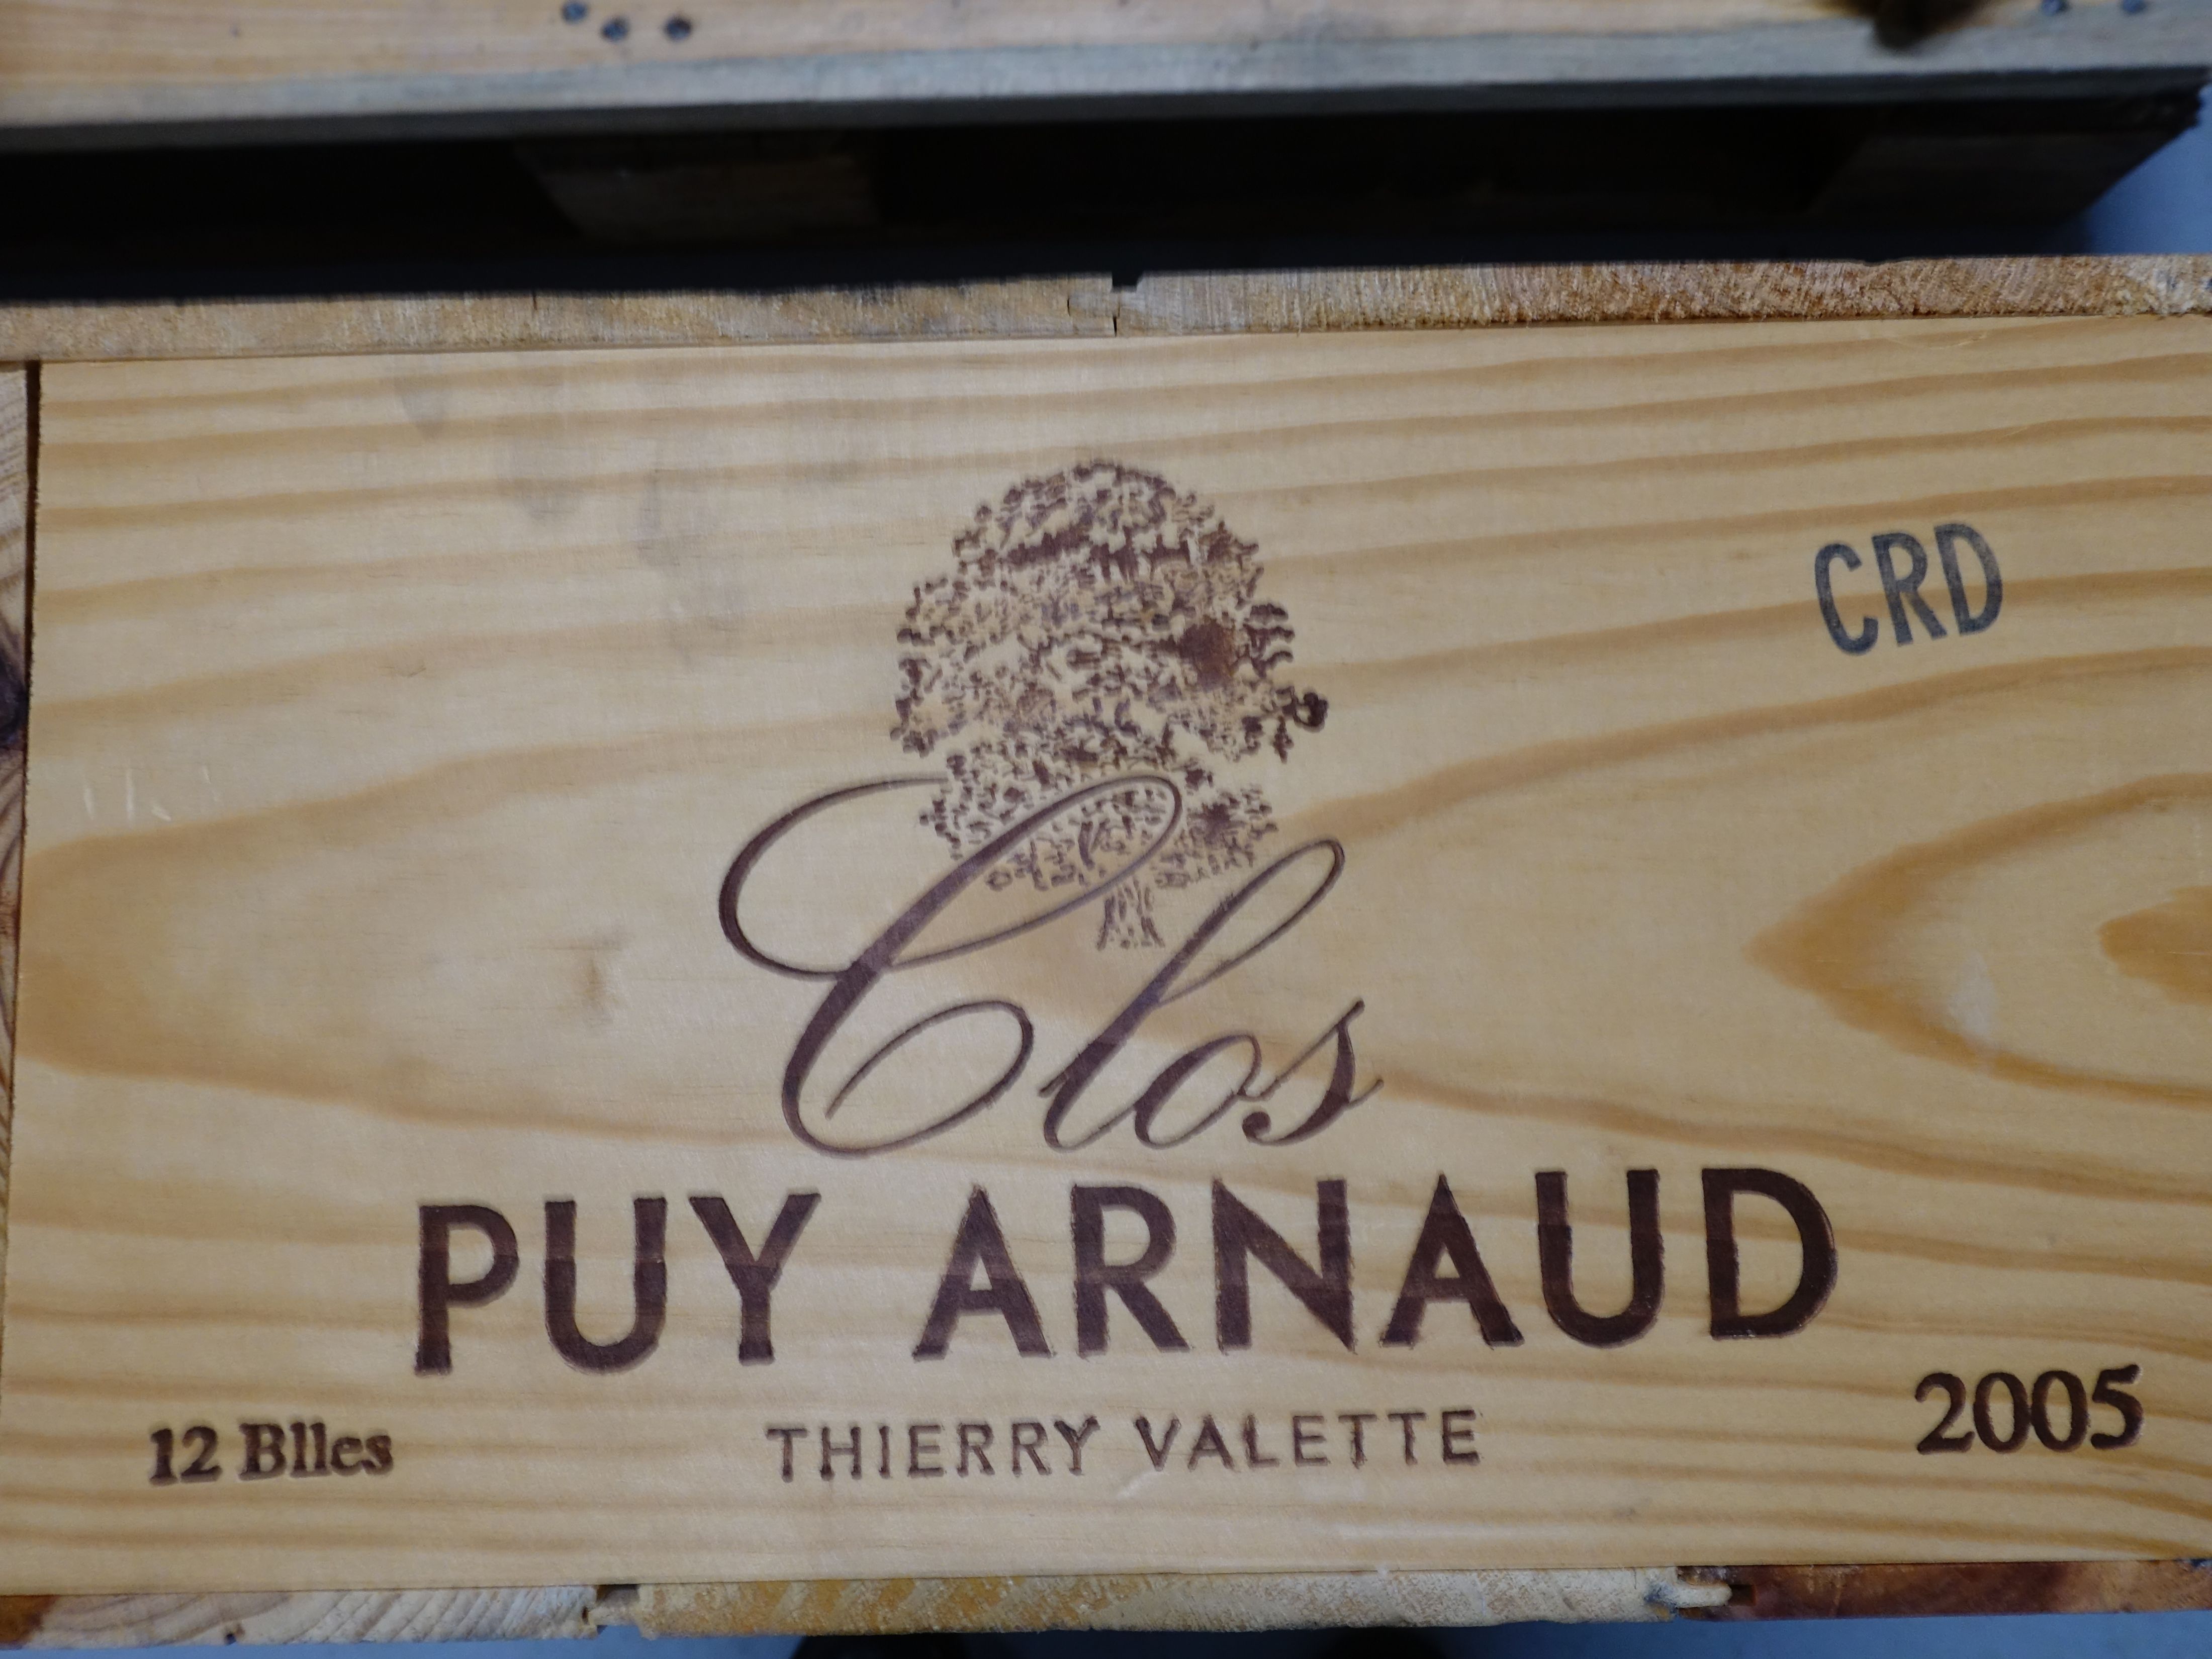 CRD
Clos
PUY ARNAUD
12 Blles
THIERRY VALETTE
2005